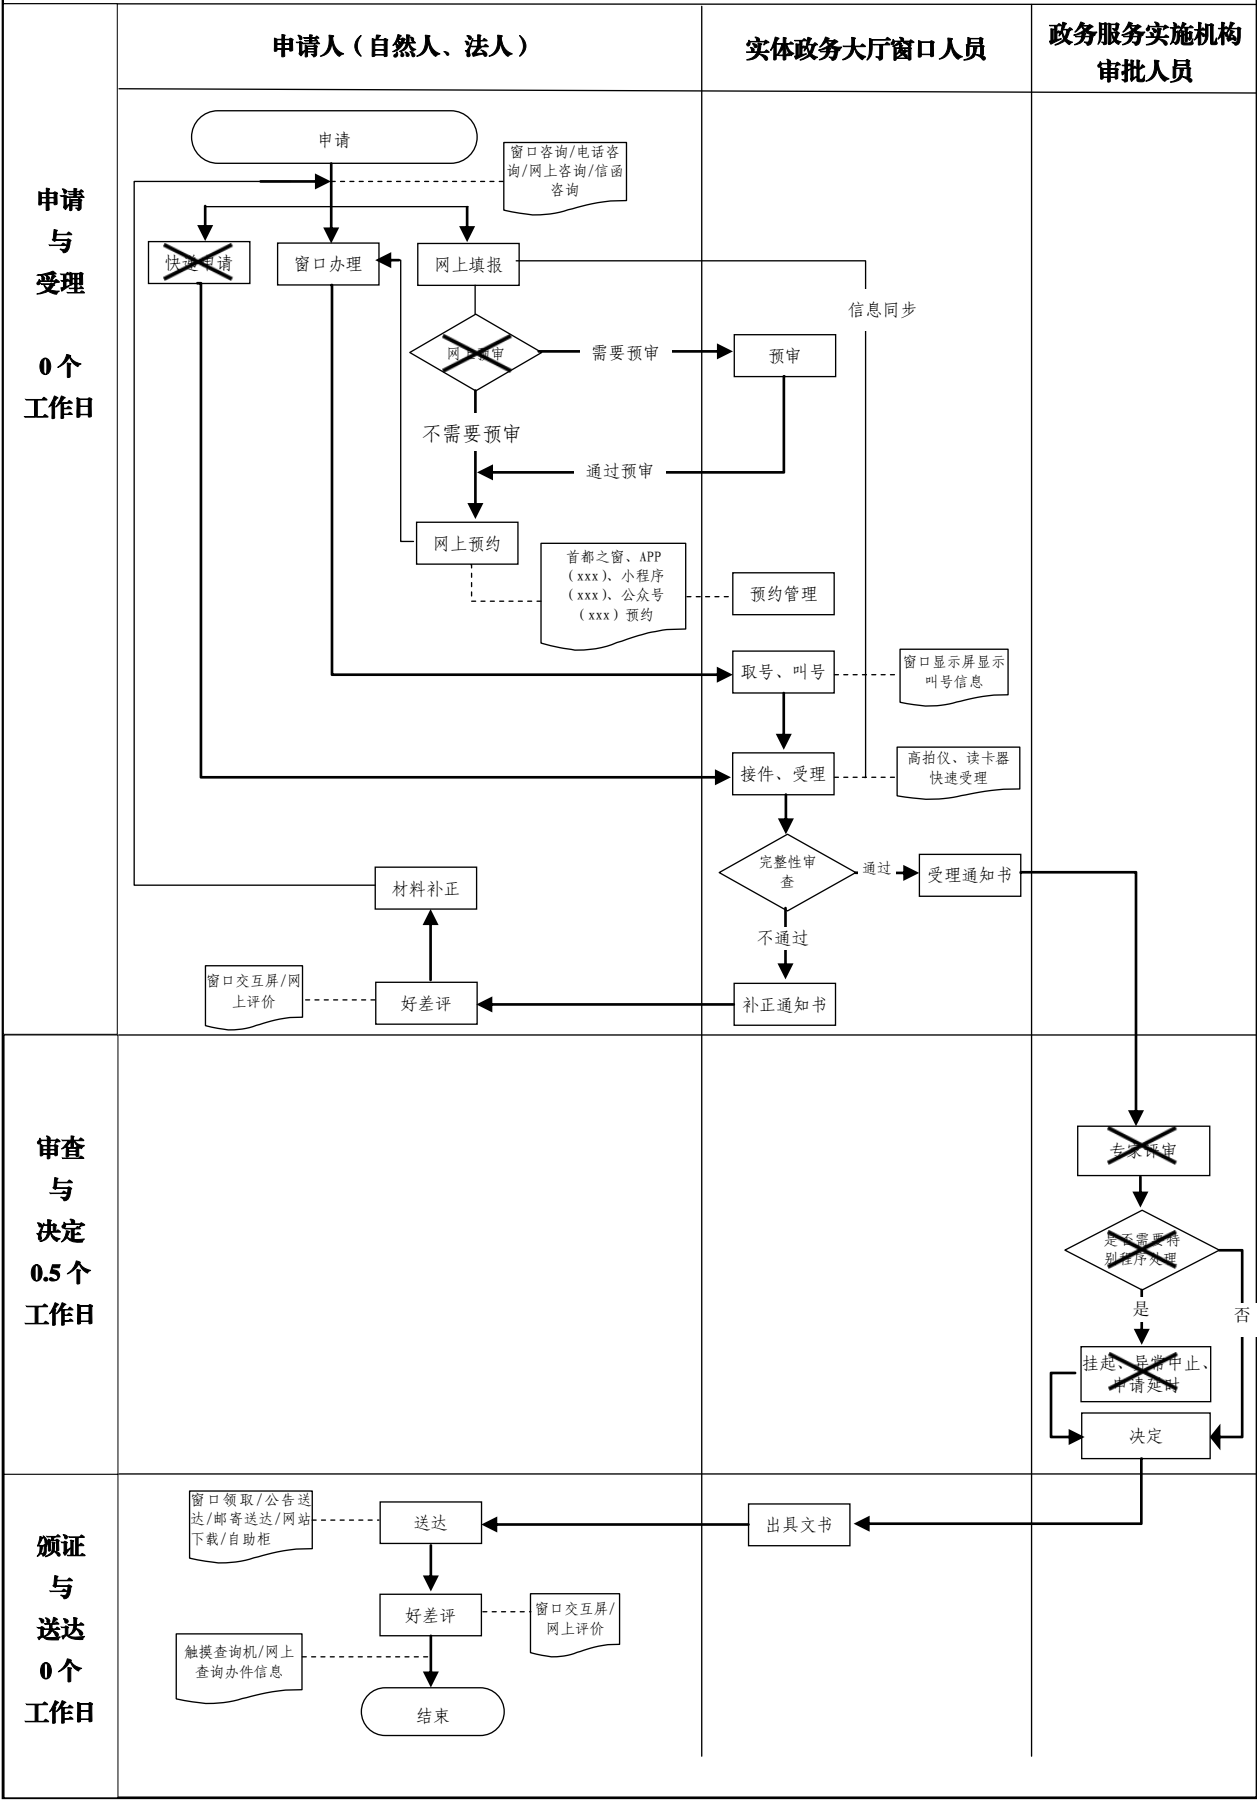 申请人（自然人、法人）
实体政务大厅窗口人员
政务服务实施机构
审批人员
申请
与
受理
0 个
工作日
申请
窗口咨询/电话咨
询/网上咨询/信函
咨询
快递申请
窗口办理
网上填报
信息同步
网上预审
需要预审
预审
不需要预审
通过预审
网上预约
首都之窗、APP
（xxx）、小程序
（xxx）、公众号
（xxx）预约
预约管理
取号、叫号
窗口显示屏显示
叫号信息
接件、受理
高拍仪、读卡器
快速受理
完整性审
查
通过
受理通知书
材料补正
不通过
窗口交互屏/网
上评价
好差评
补正通知书
审查
与
决定
0.5 个
工作日
专家评审
是否需要特
别程序处理
是
否
挂起、异常中止、
申请延时
决定
颁证
与
送达
0 个
工作日
窗口领取/公告送
达/邮寄送达/网站
下载/自助柜
送达
出具文书
好差评
窗口交互屏/
网上评价
触摸查询机/网上
查询办件信息
结束